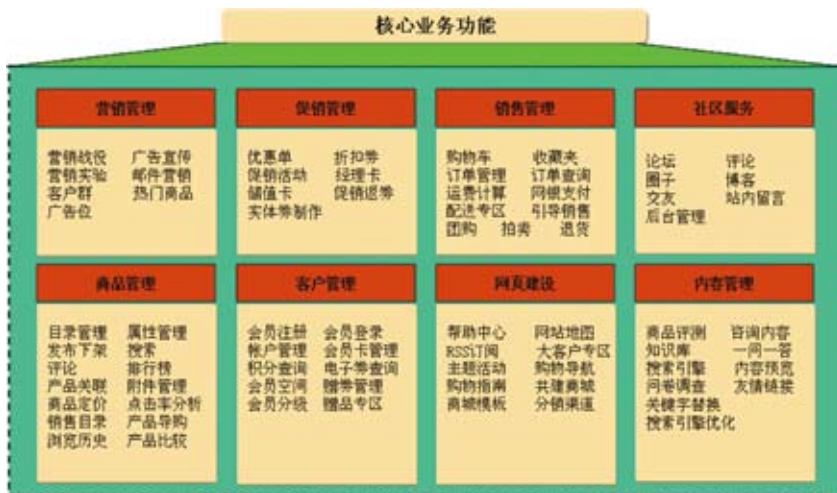 核心业务功能
营销管理
营销战役 广告宣传
营销实验 邮件营销
客户群 热门商品
广告位
促销管理
优惠单 折扣券
促销活动 经理卡
储值卡 促销返券
实体券制作
销售管理
购物车 收藏夹
订单管理 订单查询
运费计算 网银支付
配送专区 引导销售
团购 拍卖 退货
社区服务
论坛 评论
圈子 博客
交友 站内留言
后台管理
商品管理
目录管理 属性管理
发布下架 搜索
评论 排行榜
产品关联 附件管理
商品定价 点击率分析
销售目录 产品导购
浏览历史 产品比较
客户管理
会员注册 会员登录
帐户管理 会员卡管理
积分查询 电子券查询
会员空间 赠券管理
会员分级 赠品专区
网页建设
帮助中心 网站地图
RSS订阅 大客户专区
主题活动 购物导航
购物指南 共建商城
商城模板 分销渠道
内容管理
商品评测 咨询内容
知识库 一问一答
搜索引擎 内容预览
问卷调查 友情链接
关键字替换
搜索引擎优化